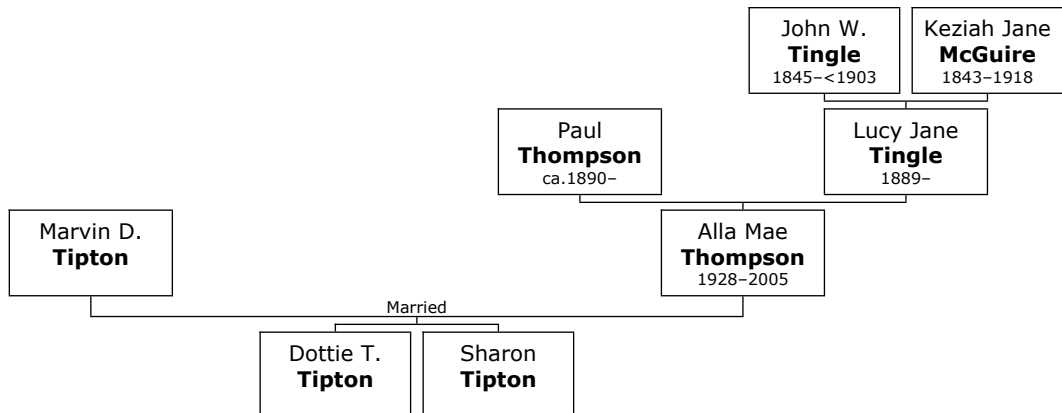 John W.
Tingle
1845–<1903
Keziah Jane
McGuire
1843–1918
Paul
Thompson
ca.1890–
Lucy Jane
Tingle
1889–
Marvin D.
Tipton
Alla Mae
Thompson
1928–2005
Married
Dottie T.
Tipton
Sharon
Tipton